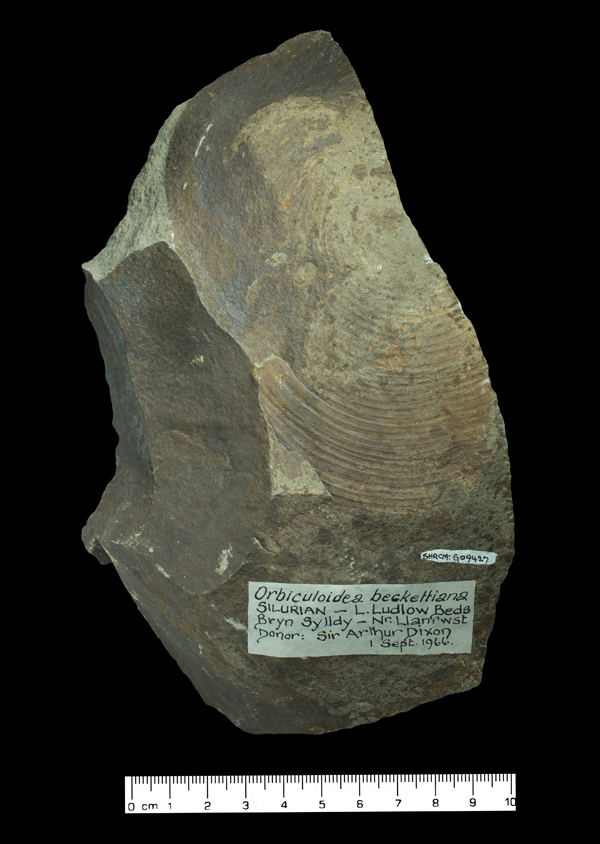 SHRCM: G09427
Orbiculoidea beckettiana
SILURIAN – L. Ludlow Beds
Bryn Sylldy – Nr. Llanrwst
Donor: Sir Arthur Dixon
1 Sept. 1966.
0 cm 1 2 3 4 5 6 7 8 9 10